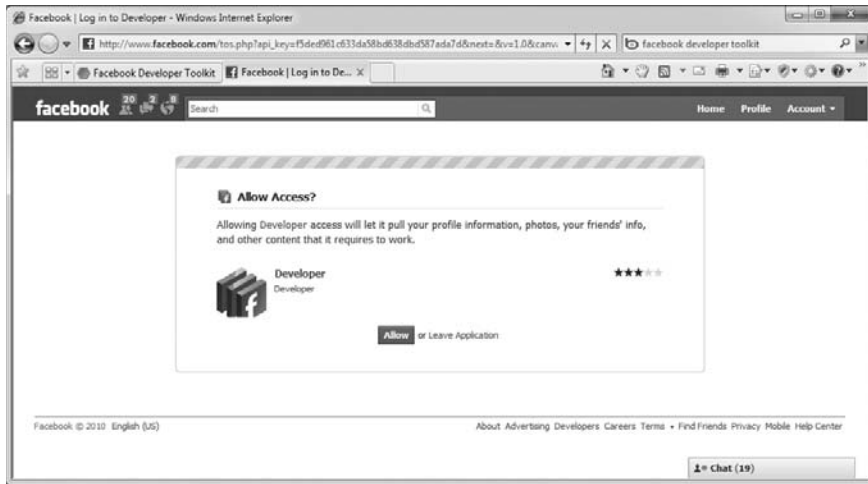 Facebook | Log in to Developer - Windows Internet Explorer
http://www.facebook.com/tos.php?api_key=f5ded961c633da58bd638dbd587ada7d&next=&v=1.0&canv
facebook developer toolkit
Facebook Developer Toolkit
Facebook | Log in to De...
facebook
20
2
8
Search
Home Profile Account
Allow Access?
Allowing Developer access will let it pull your profile information, photos, your friends' info,
and other content that it requires to work.
Developer
Developer
Allow or Leave Application
Facebook © 2010 English (US)
About Advertising Developers Careers Terms • Find Friends Privacy Mobile Help Center
Chat (19)